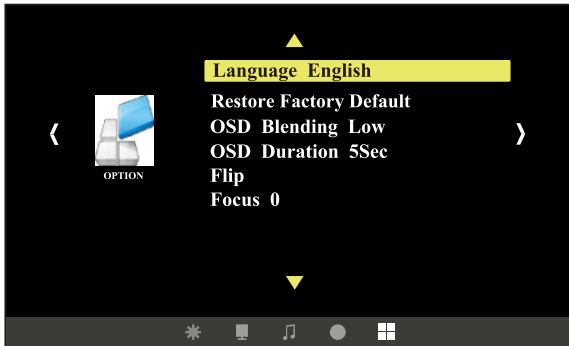 Language English
Restore Factory Default
OSD Blending Low
OSD Duration 5Sec
Flip
Focus 0
OPTION